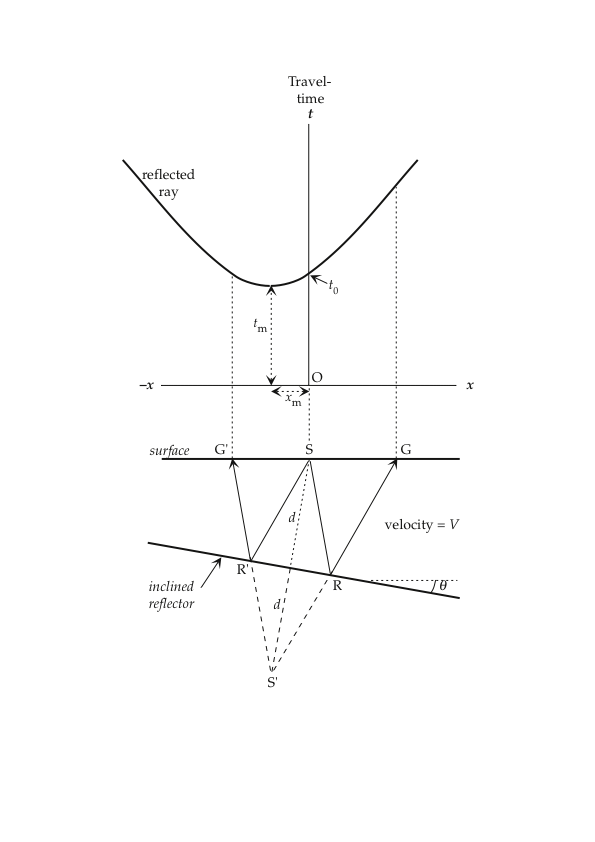 Travel-
time
t
reflected
ray
t0
tm
O
–x
x
xm
surface
G'
S
G
d
velocity = V
R'
inclined
reflector
d
R
θ
S'